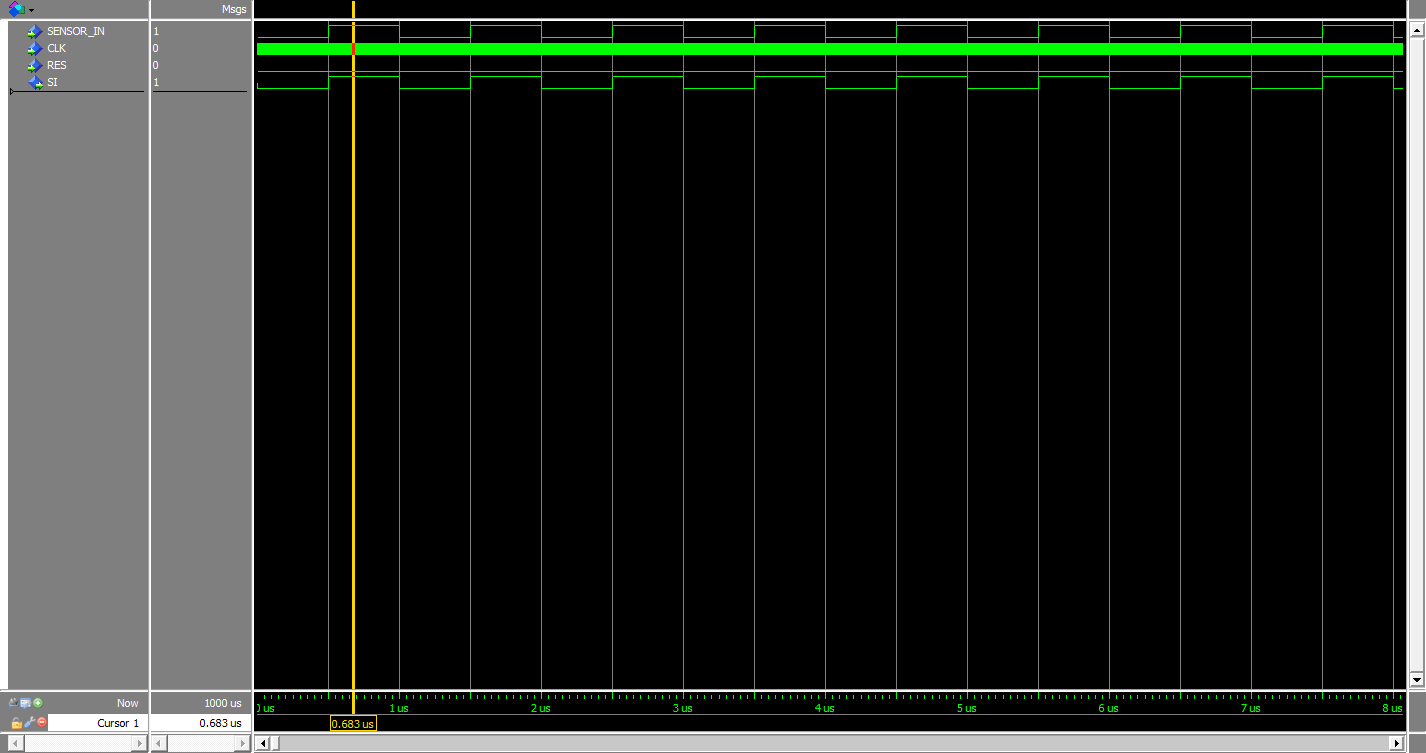 Msgs
SENSOR_IN 1
CLK 0
RES 0
SI 1
Now 1000 us
0 us 1 us 2 us 3 us 4 us 5 us 6 us 7 us 8 us
Cursor 1 0.683 us
0.683 us